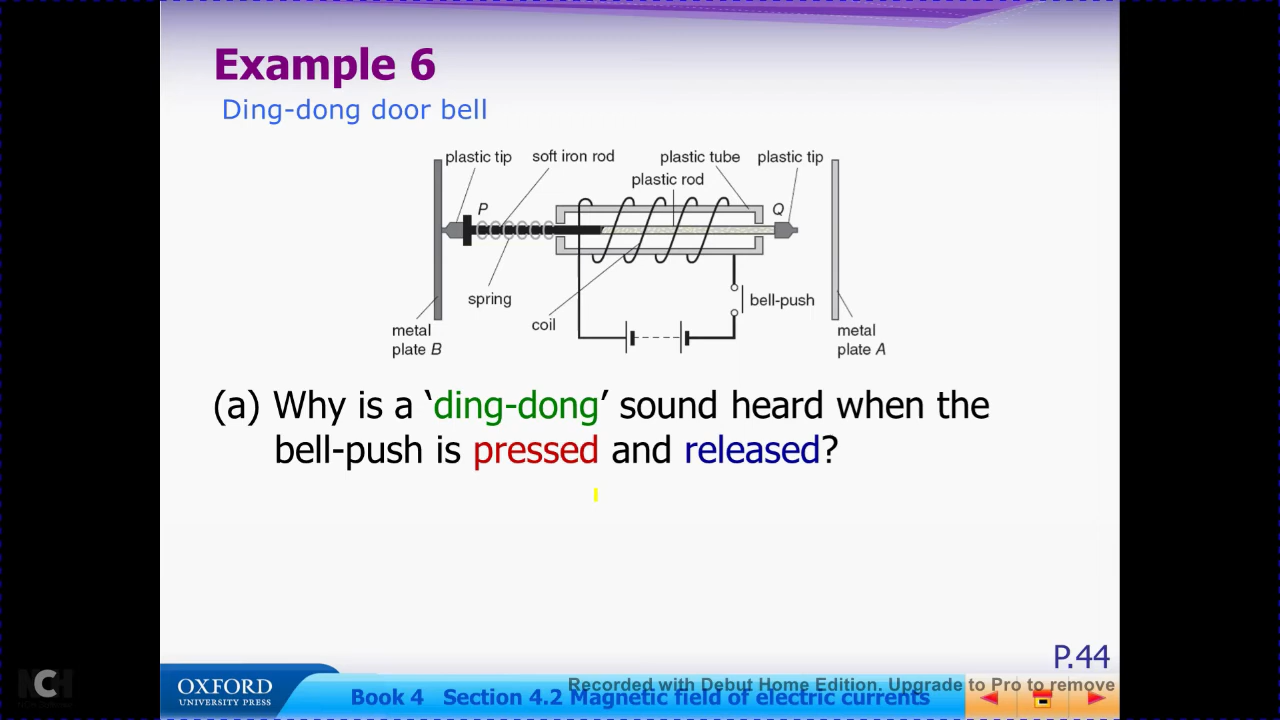 Example 6
Ding-dong door bell
plastic tip
soft iron rod
plastic tube
plastic tip
plastic rod
P
Q
spring
coil
bell-push
metal
plate B
metal
plate A
(a) Why is a ‘ding-dong’ sound heard when the
bell-push is pressed and released?
P.44
OXFORD
UNIVERSITY PRESS
Book 4 Section 4.2 Magnetic field of electric currents
Recorded with Debut Home Edition. Upgrade to Pro to remove
NCH